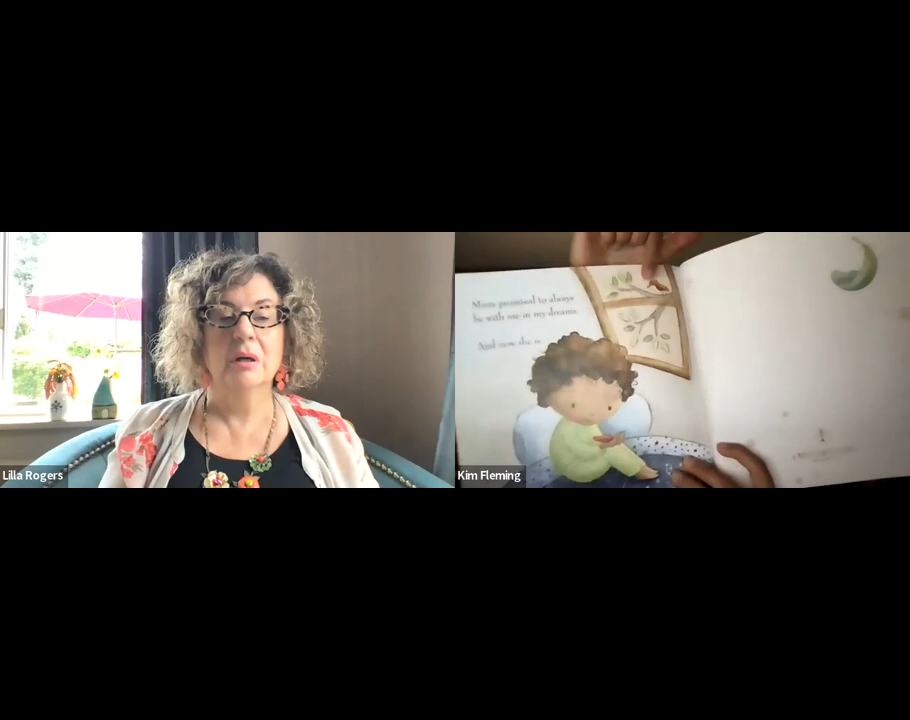 Mom promised to always
be with me in my dreams.
And now she is
Lilla Rogers
Kim Fleming